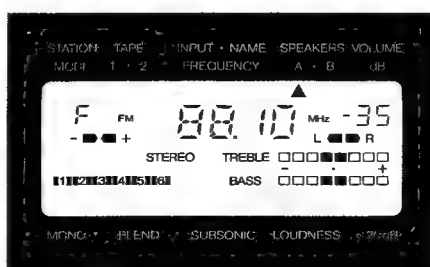 STATION TAPE INPUT · NAME SPEAKERS VOLUME
MODE 1 · 2 FREQUENCY A · B dB
F FM 88.10 MHz -35
- + L R
STEREO TREBLE
- · +
1 2 3 4 5 6 BASS
MONO BLEND SUBSONIC LOUDNESS